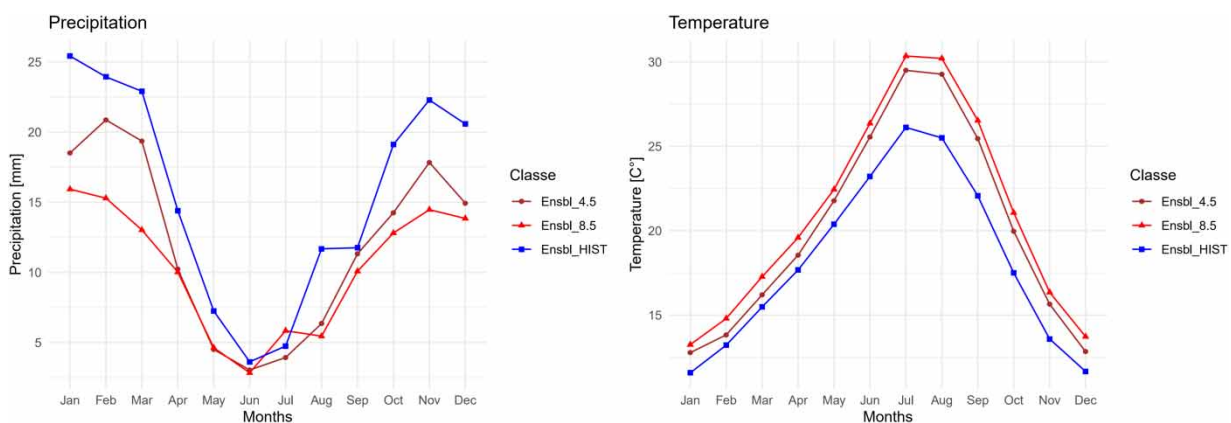 Precipitation
25
20
15
10
5
Precipitation [mm]
Jan Feb Mar Apr May Jun Jul Aug Sep Oct Nov Dec
Months
Classe
Ensbl_4.5
Ensbl_8.5
Ensbl_HIST
Temperature
30
25
20
15
Temperature [C°]
Jan Feb Mar Apr May Jun Jul Aug Sep Oct Nov Dec
Months
Classe
Ensbl_4.5
Ensbl_8.5
Ensbl_HIST